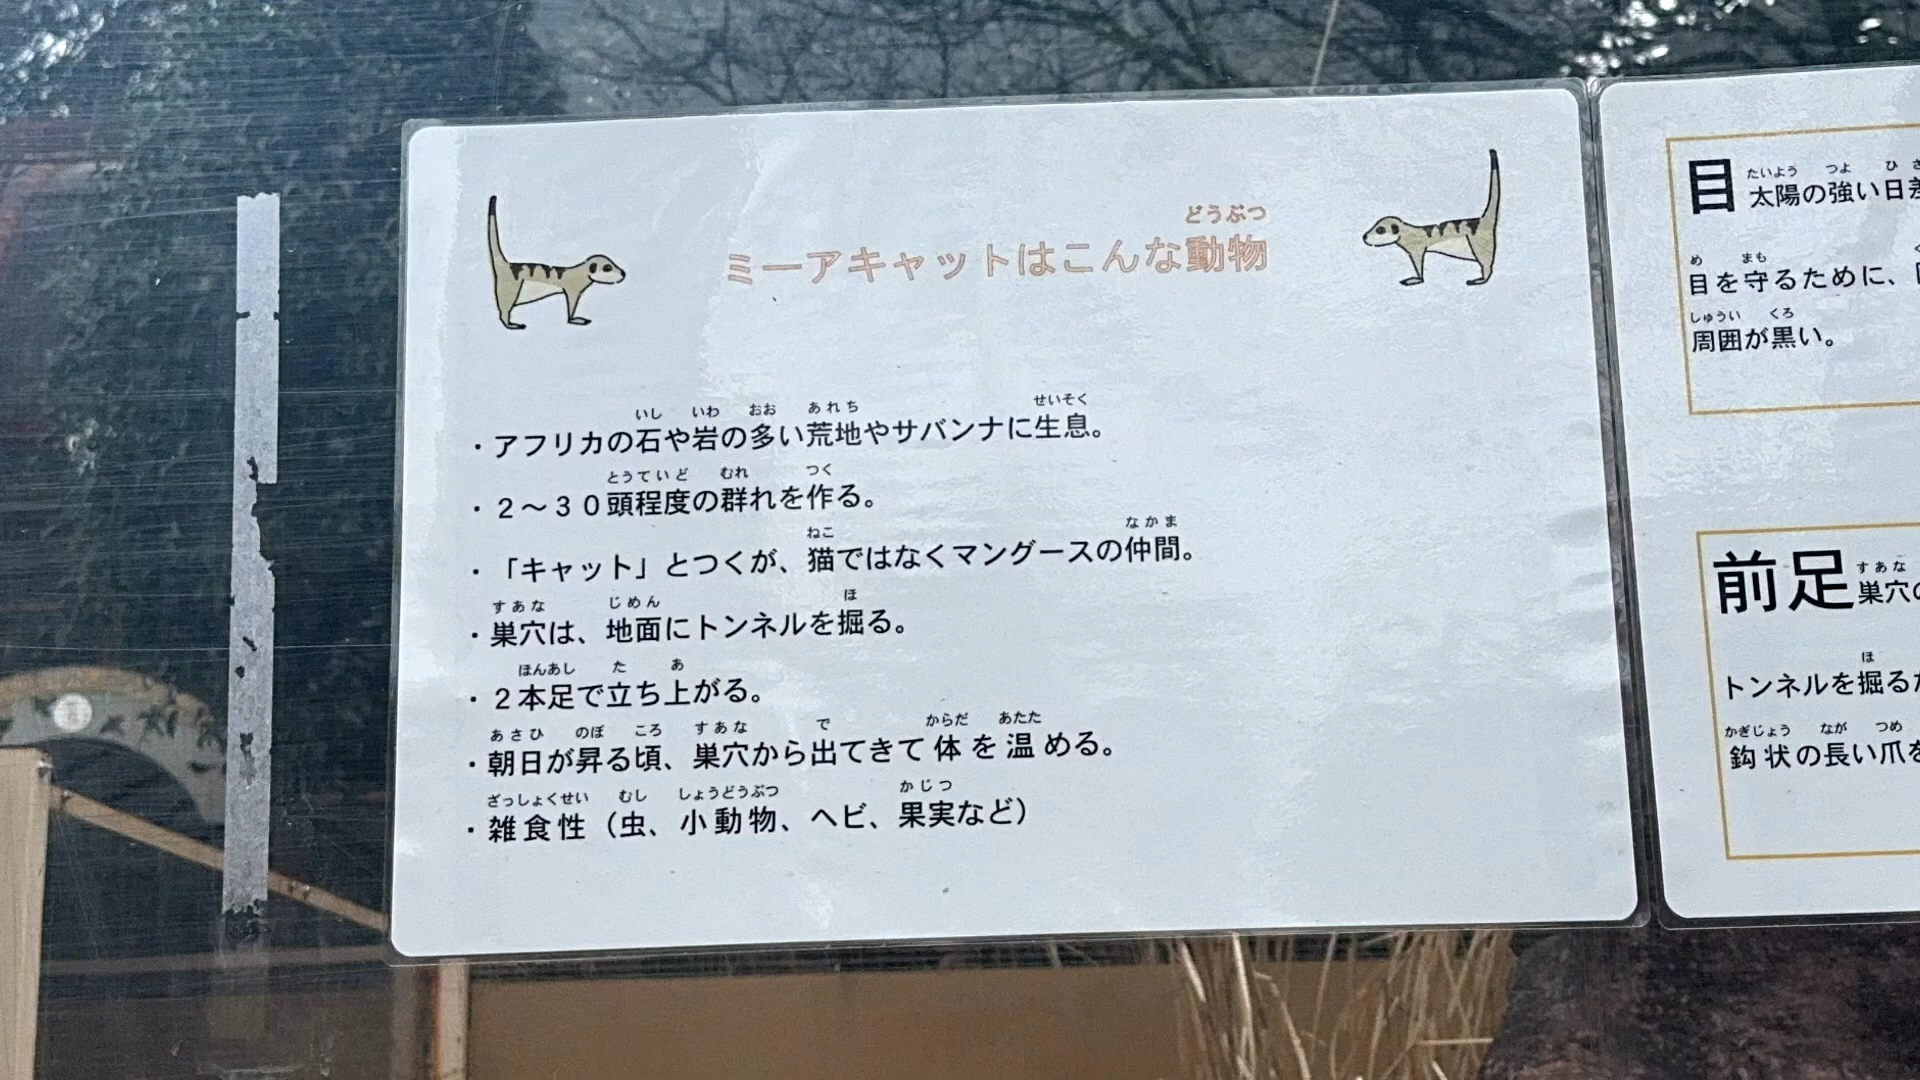 どうぶつ
ミーアキャットはこんな動物
いし いわ おお あれち せいそく
・アフリカの石や岩の多い荒地やサバンナに生息。
とうていど むれ つく
・2～30頭程度の群れを作る。
ねこ なかま
・「キャット」とつくが、猫ではなくマングースの仲間。
すあな じめん ほ
・巣穴は、地面にトンネルを掘る。
ほんあし た あ
・2本足で立ち上がる。
あさひ のぼ ころ すあな で からだ あたた
・朝日が昇る頃、巣穴から出てきて体を温める。
ざっしょくせい むし しょうどうぶつ かじつ
・雑食性（虫、小動物、ヘビ、果実など）
たいよう つよ ひ
目 太陽の強い日差
め まも
目を守るために、
しゅうい くろ
周囲が黒い。
すあな
前足 巣穴の
ほ
トンネルを掘るた
かぎじょう なが つめ
鈎状の長い爪を